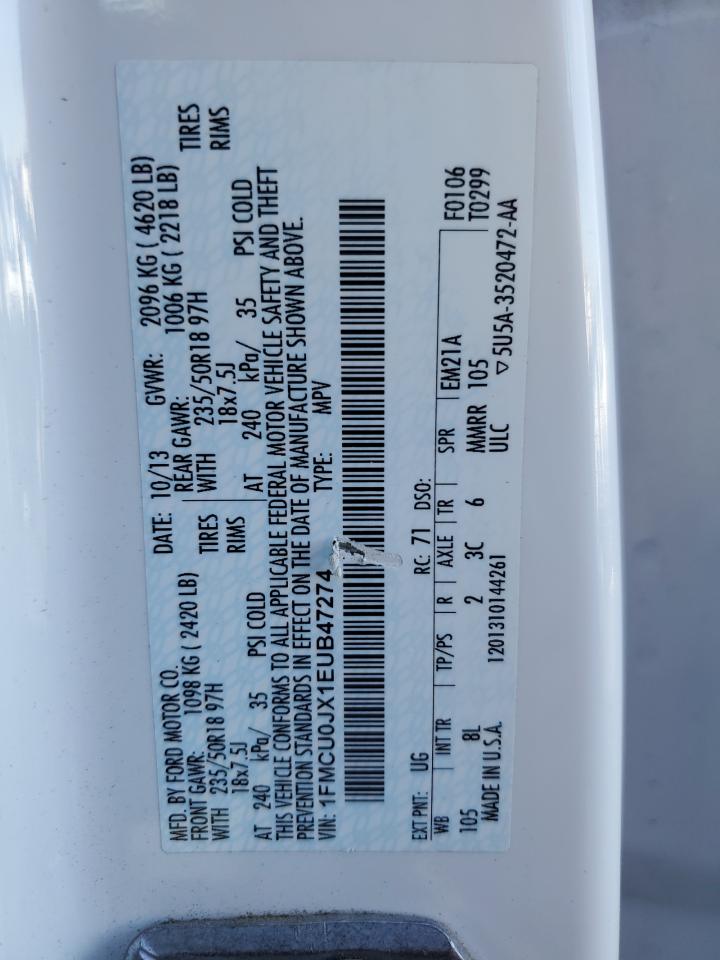 MFD. BY FORD MOTOR CO. DATE: 10/13 GVWR: 2096 KG ( 4620 LB)
FRONT GAWR: 1098 KG ( 2420 LB) REAR GAWR: 1006 KG ( 2218 LB)
WITH 235/50R18 97H TIRES WITH 235/50R18 97H TIRES
18x7.5J RIMS 18x7.5J RIMS
AT 240 kPa/ 35 PSI COLD AT 240 kPa/ 35 PSI COLD
THIS VEHICLE CONFORMS TO ALL APPLICABLE FEDERAL MOTOR VEHICLE SAFETY AND THEFT
PREVENTION STANDARDS IN EFFECT ON THE DATE OF MANUFACTURE SHOWN ABOVE.
VIN: 1FMCU0JX1EUB47274 TYPE: MPV
EXT PNT: UG RC: 71 DSO: F0106
WB INT TR TP/PS R AXLE TR SPR EM21A T0299
105 8L 2 3C 6 MMRR 105
MADE IN U.S.A. 1201310144261 ULC ▽5U5A-3520472-AA